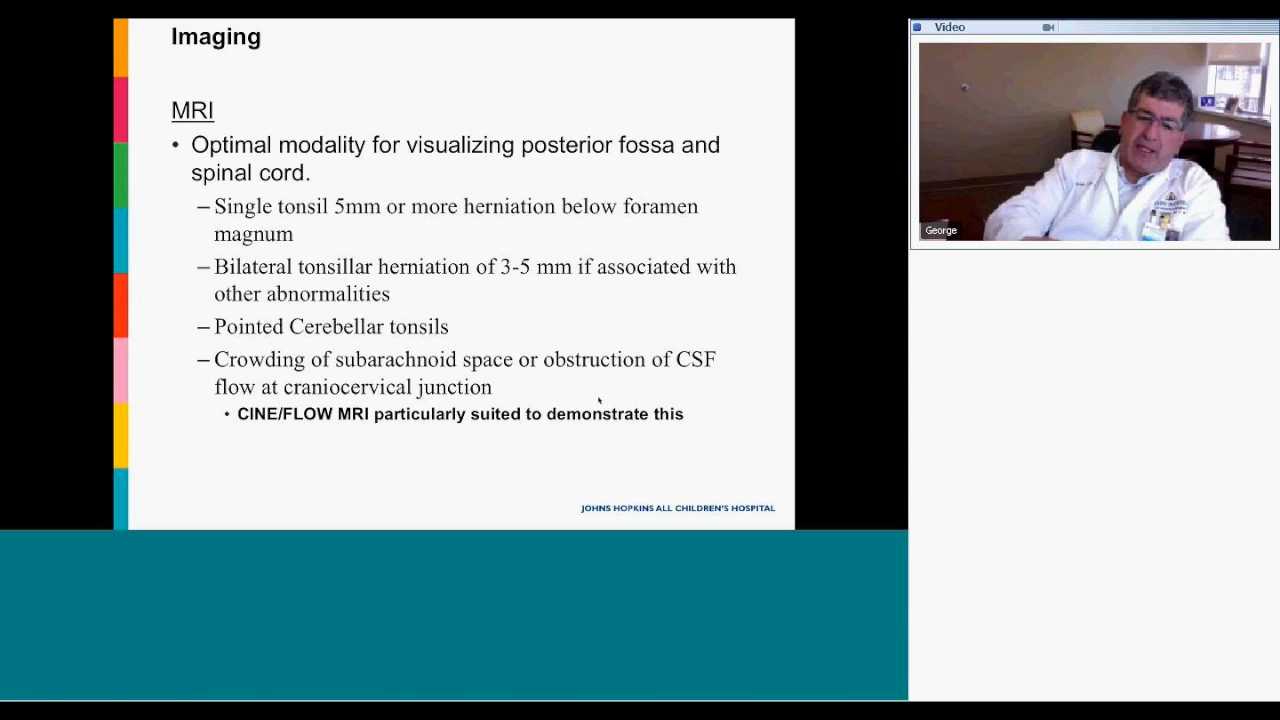 Imaging
MRI
• Optimal modality for visualizing posterior fossa and
spinal cord.
– Single tonsil 5mm or more herniation below foramen
magnum
– Bilateral tonsillar herniation of 3-5 mm if associated with
other abnormalities
– Pointed Cerebellar tonsils
– Crowding of subarachnoid space or obstruction of CSF
flow at craniocervical junction
• CINE/FLOW MRI particularly suited to demonstrate this
JOHNS HOPKINS ALL CHILDREN'S HOSPITAL
Video
George